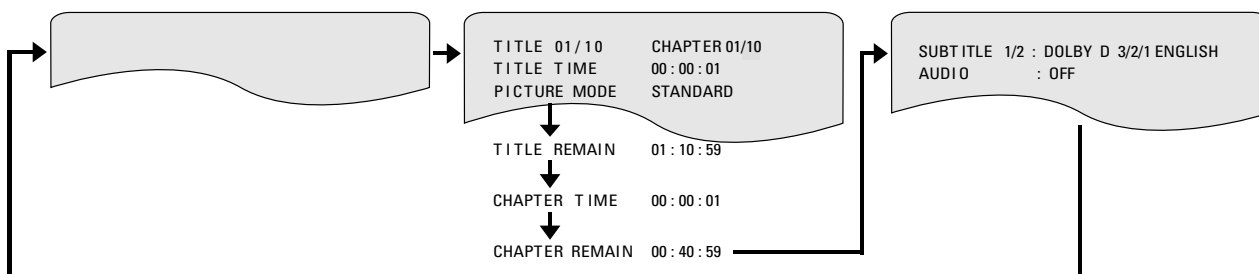 TITLE 01/10 CHAPTER 01/10
TITLE TIME 00:00:01
PICTURE MODE STANDARD
TITLE REMAIN 01:10:59
CHAPTER TIME 00:00:01
CHAPTER REMAIN 00:40:59
SUBTITLE 1/2 : DOLBY D 3/2/1 ENGLISH
AUDIO : OFF